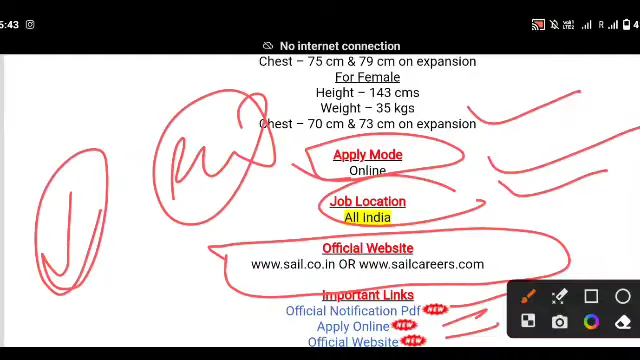 5:43
No internet connection
Chest – 75 cm & 79 cm on expansion
For Female
Height – 143 cms
Weight – 35 kgs
Chest – 70 cm & 73 cm on expansion
Apply Mode
Online
Job Location
All India
Official Website
www.sail.co.in OR www.sailcareers.com
Important Links
Official Notification Pdf NEW
Apply Online NEW
Official Website NEW